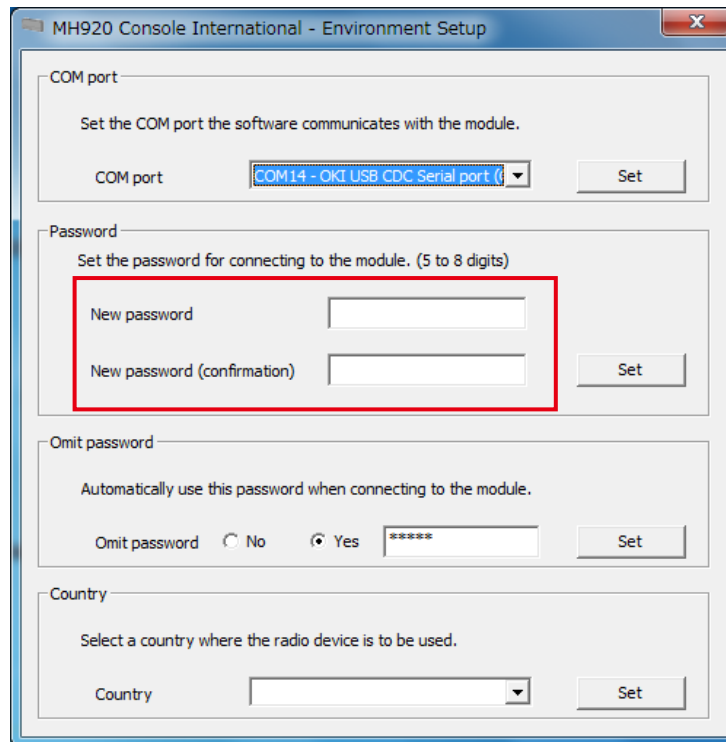 MH920 Console International - Environment Setup
COM port
Set the COM port the software communicates with the module.
COM port COM14 - OKI USB CDC Serial port ( Set
Password
Set the password for connecting to the module. (5 to 8 digits)
New password
New password (confirmation) Set
Omit password
Automatically use this password when connecting to the module.
Omit password No Yes ***** Set
Country
Select a country where the radio device is to be used.
Country Set